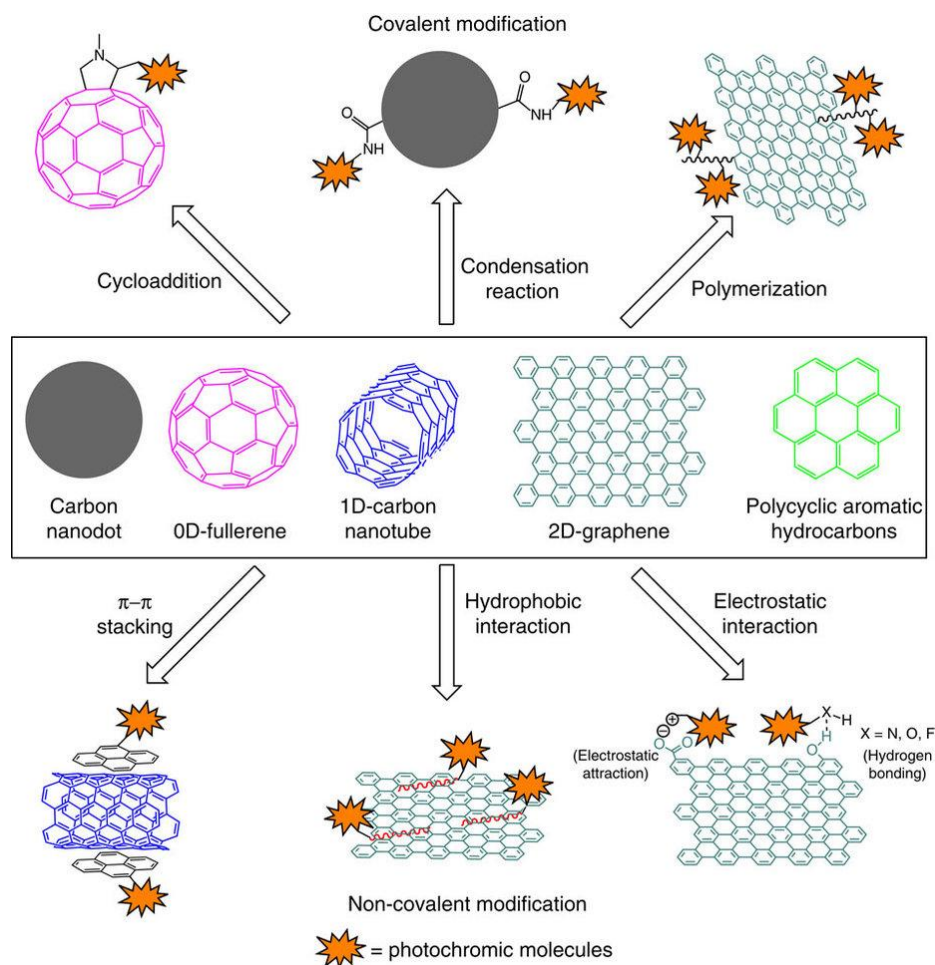 Covalent modification
N
O
NH
O
NH
Cycloaddition
Condensation
reaction
Polymerization
Carbon
nanodot
0D-fullerene
1D-carbon
nanotube
2D-graphene
Polycyclic aromatic
hydrocarbons
π–π
stacking
Hydrophobic
interaction
Electrostatic
interaction
(Electrostatic
attraction)
+
−
O
O
X
H
H
O
X = N, O, F
(Hydrogen
bonding)
Non-covalent modification
= photochromic molecules